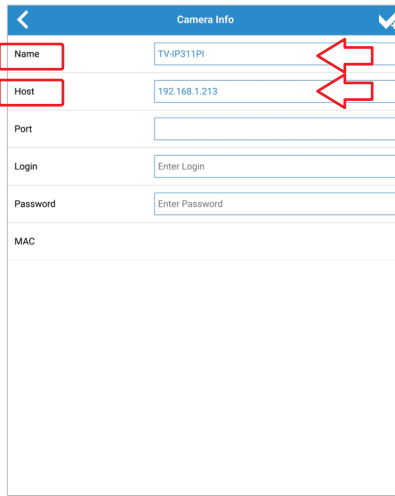 Camera Info
Name TV-IP311PI
Host 192.168.1.213
Port
Login Enter Login
Password Enter Password
MAC